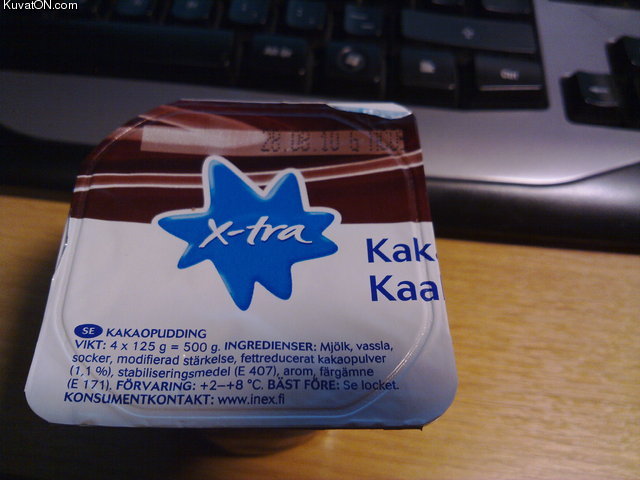 KuvatON.com
28.08.10
X-tra
Kak
Kaa
SE KAKAOPUDDING
VIKT: 4 x 125 g = 500 g. INGREDIENSER: Mjölk, vassla,
socker, modifierad stärkelse, fettreducerat kakaopulver
(1,1 %), stabiliseringsmedel (E 407), arom, färgämne
(E 171). FÖRVARING: +2–+8 °C. BÄST FÖRE: Se locket.
KONSUMENTKONTAKT: www.inex.fi